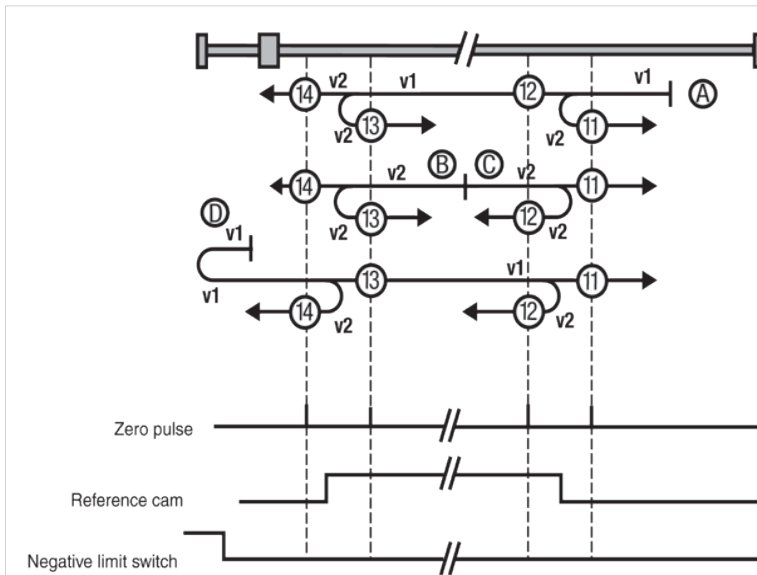 v2 v1 v1
14 12 A
v2 13 v2 11
B C
14 v2 v2 11
D
v2 13 12 v2
v1
v1 13 v1 11
14 v2 12 v2
Zero pulse
Reference cam
Negative limit switch